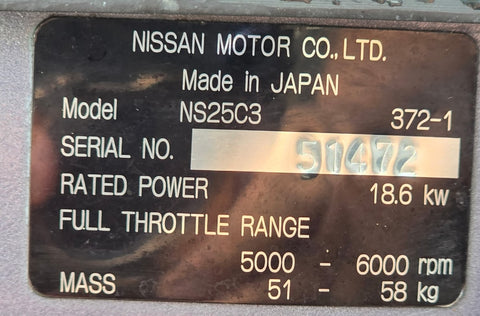 NISSAN MOTOR CO.,LTD.
Made in JAPAN
Model NS25C3 372-1
SERIAL NO. 51472
RATED POWER 18.6 kw
FULL THROTTLE RANGE
5000 - 6000 rpm
MASS 51 - 58 kg